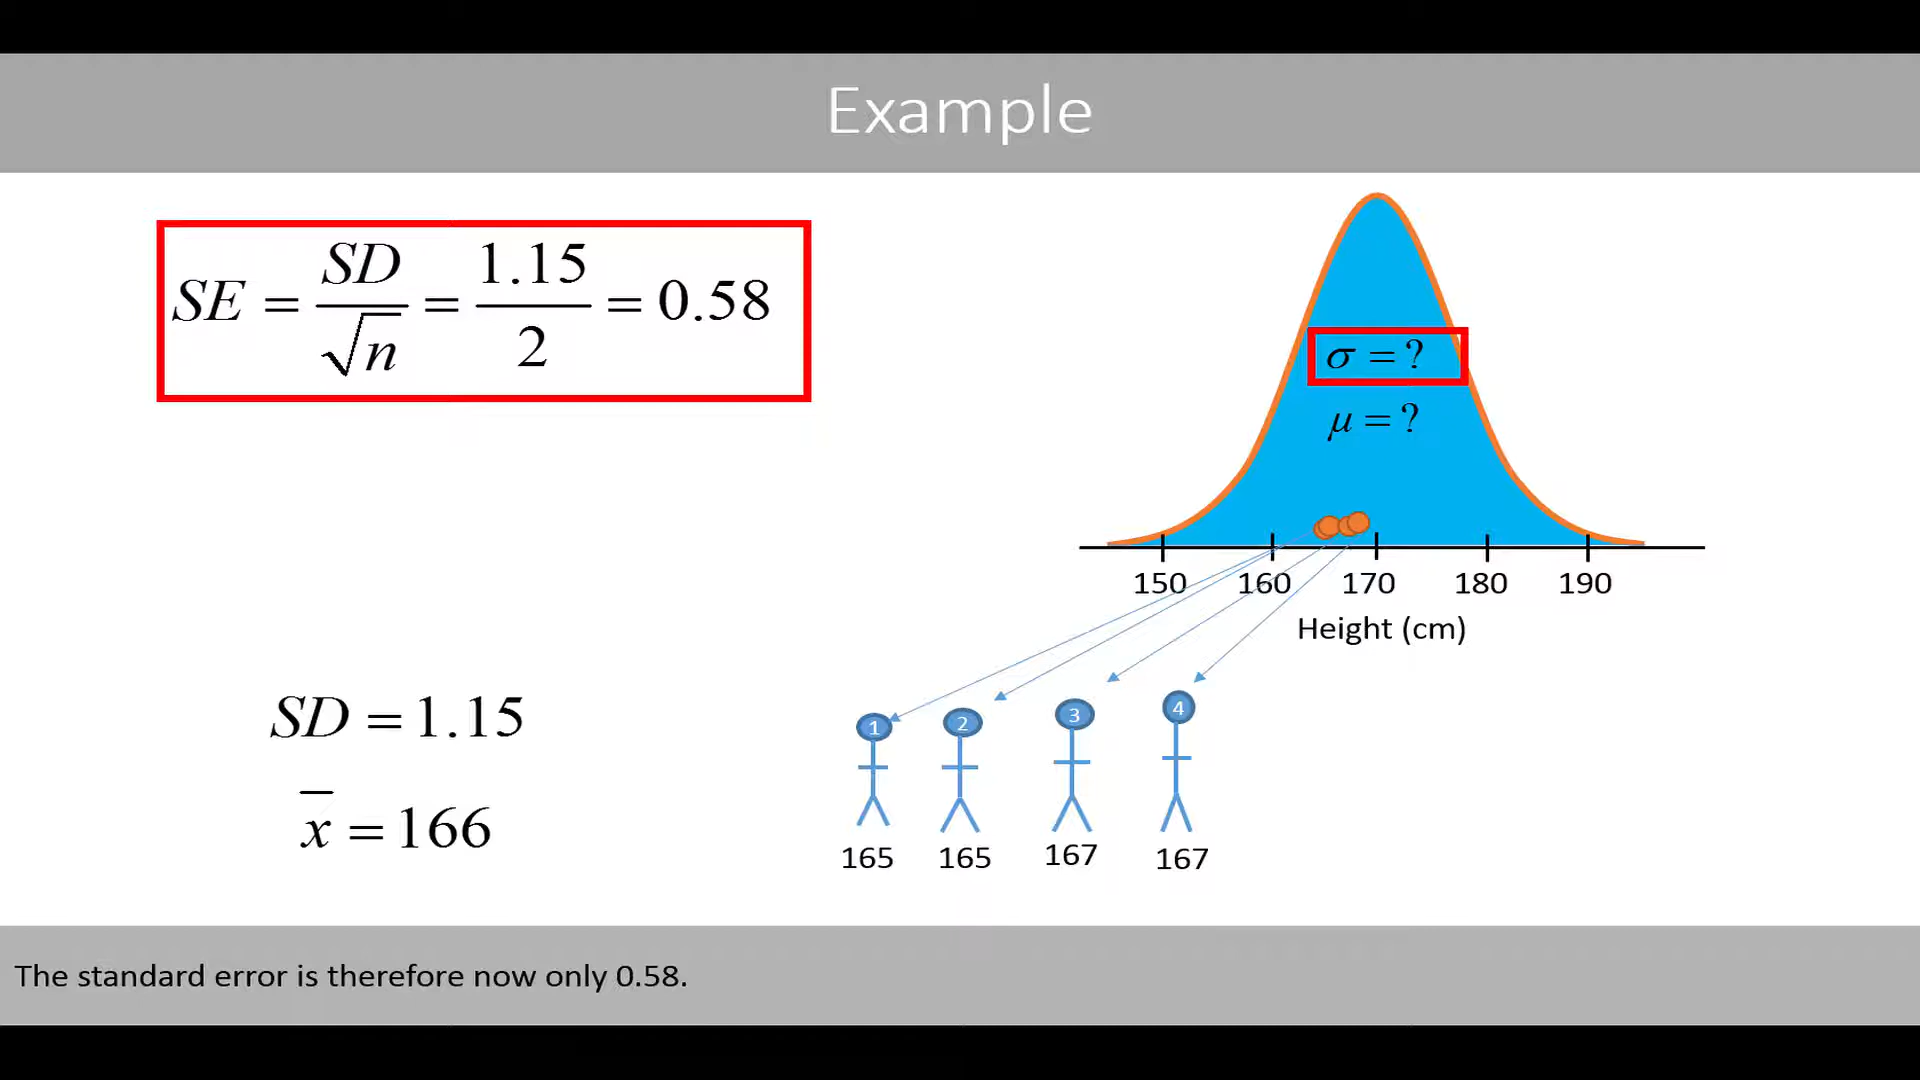 Example
SE = SD/√n = 1.15/2 = 0.58
σ = ?
μ = ?
150 160 170 180 190
Height (cm)
SD = 1.15
x̄ = 166
1 2 3 4
165 165 167 167
The standard error is therefore now only 0.58.